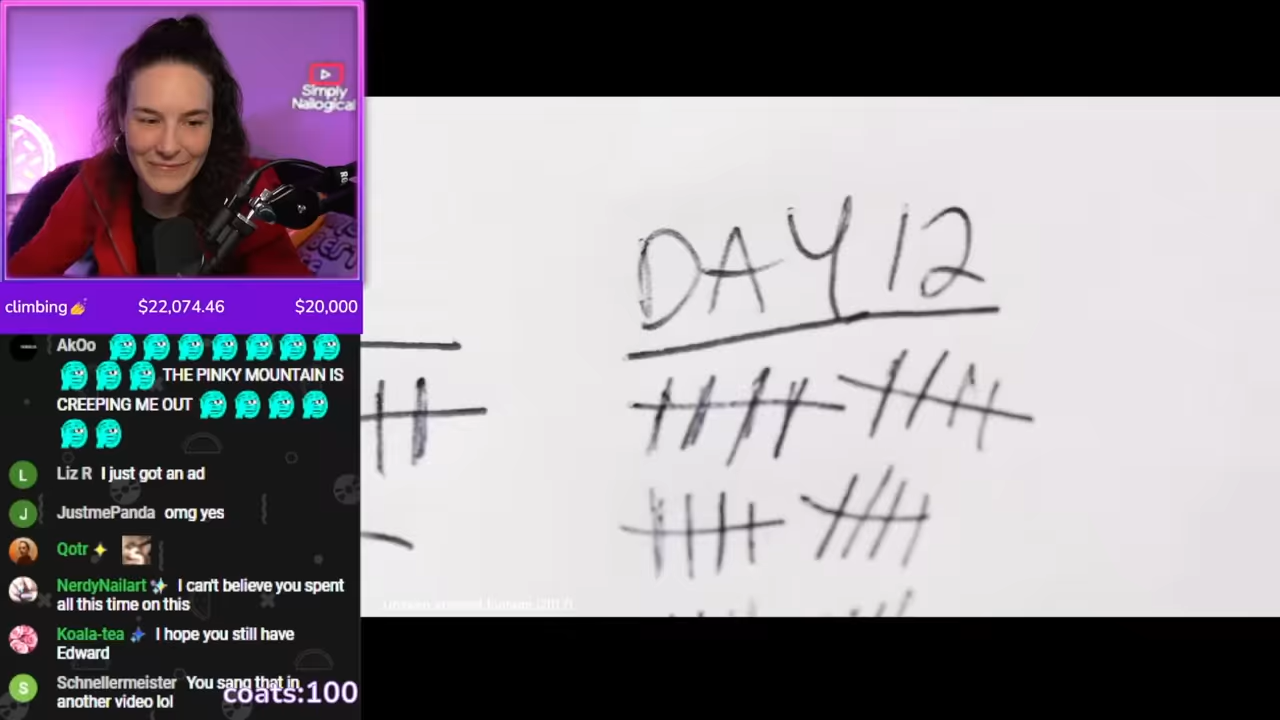 Simply
Nailogical
climbing $22,074.46 $20,000
AkOo
THE PINKY MOUNTAIN IS
CREEPING ME OUT
Liz R I just got an ad
JustmePanda omg yes
Qotr
NerdyNailart I can't believe you spent
all this time on this
Koala-tea I hope you still have
Edward
Schnellermeister You sang that in
another video lol
coats:100
DAY 12